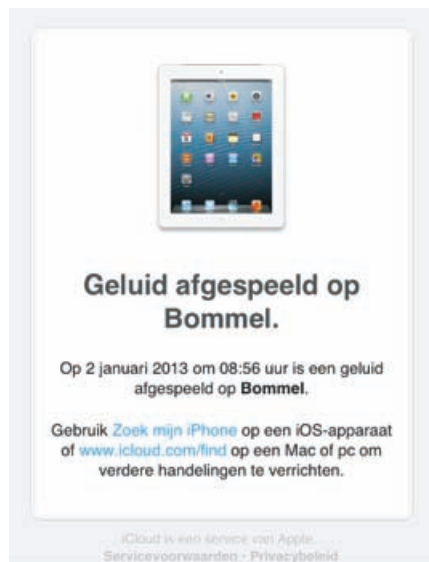 Geluid afgespeeld op
Bommel.
Op 2 januari 2013 om 08:56 uur is een geluid
afgespeeld op Bommel.
Gebruik Zoek mijn iPhone op een iOS-apparaat
of www.icloud.com/find op een Mac of pc om
verdere handelingen te verrichten.
iCloud is een service van Apple.
Servicevoorwaarden • Privacybeleid